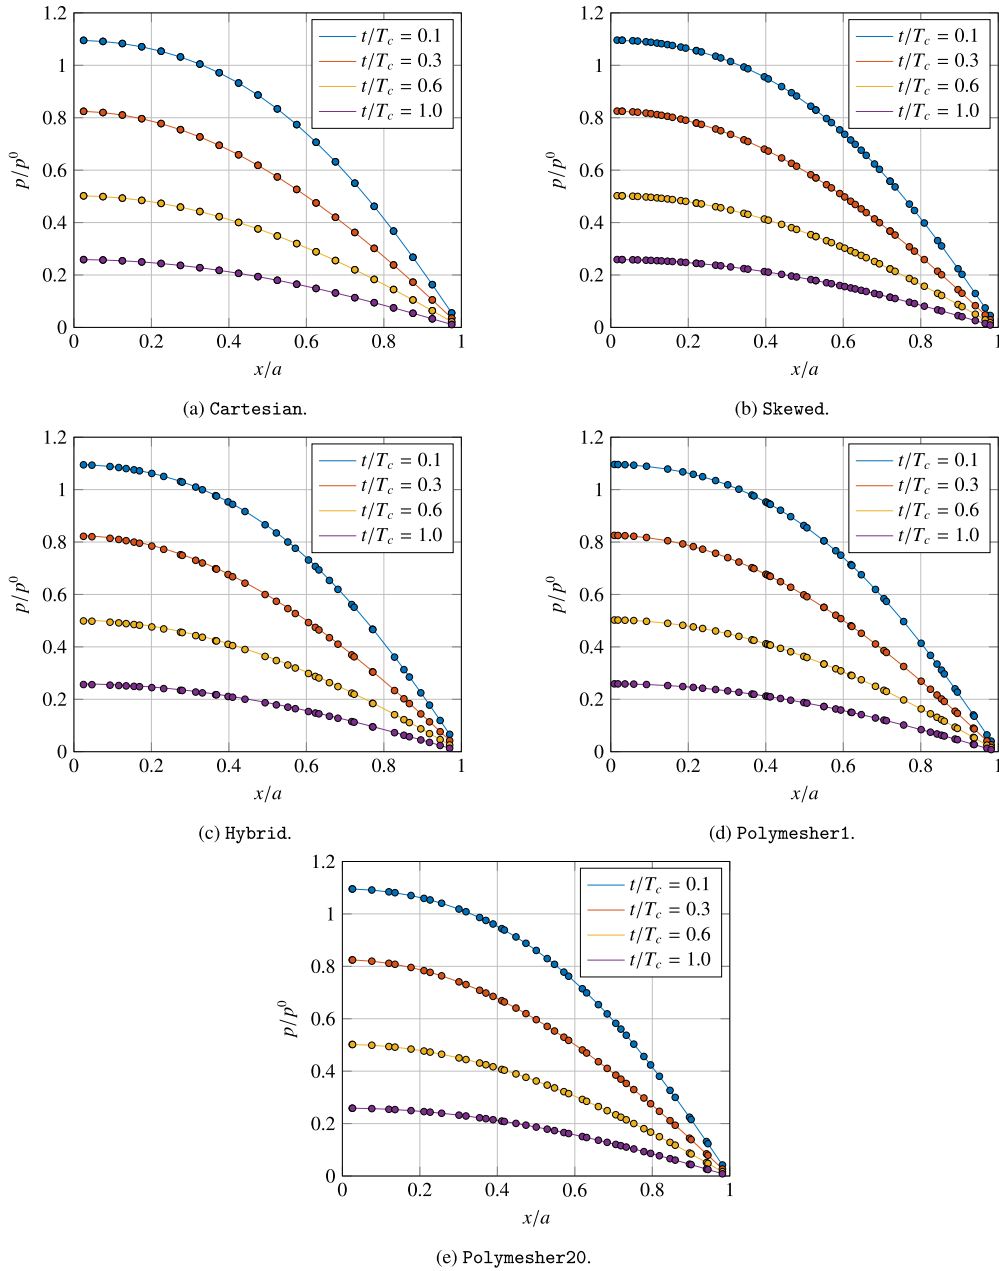 1.2
1
0.8
0.6
0.4
0.2
0
p/p⁰
t/T_c = 0.1
t/T_c = 0.3
t/T_c = 0.6
t/T_c = 1.0
0 0.2 0.4 0.6 0.8 1
x/a
(a) Cartesian.
1.2
1
0.8
0.6
0.4
0.2
0
p/p⁰
t/T_c = 0.1
t/T_c = 0.3
t/T_c = 0.6
t/T_c = 1.0
0 0.2 0.4 0.6 0.8 1
x/a
(b) Skewed.
1.2
1
0.8
0.6
0.4
0.2
0
p/p⁰
t/T_c = 0.1
t/T_c = 0.3
t/T_c = 0.6
t/T_c = 1.0
0 0.2 0.4 0.6 0.8 1
x/a
(c) Hybrid.
1.2
1
0.8
0.6
0.4
0.2
0
p/p⁰
t/T_c = 0.1
t/T_c = 0.3
t/T_c = 0.6
t/T_c = 1.0
0 0.2 0.4 0.6 0.8 1
x/a
(d) Polymesher1.
1.2
1
0.8
0.6
0.4
0.2
0
p/p⁰
t/T_c = 0.1
t/T_c = 0.3
t/T_c = 0.6
t/T_c = 1.0
0 0.2 0.4 0.6 0.8 1
x/a
(e) Polymesher20.